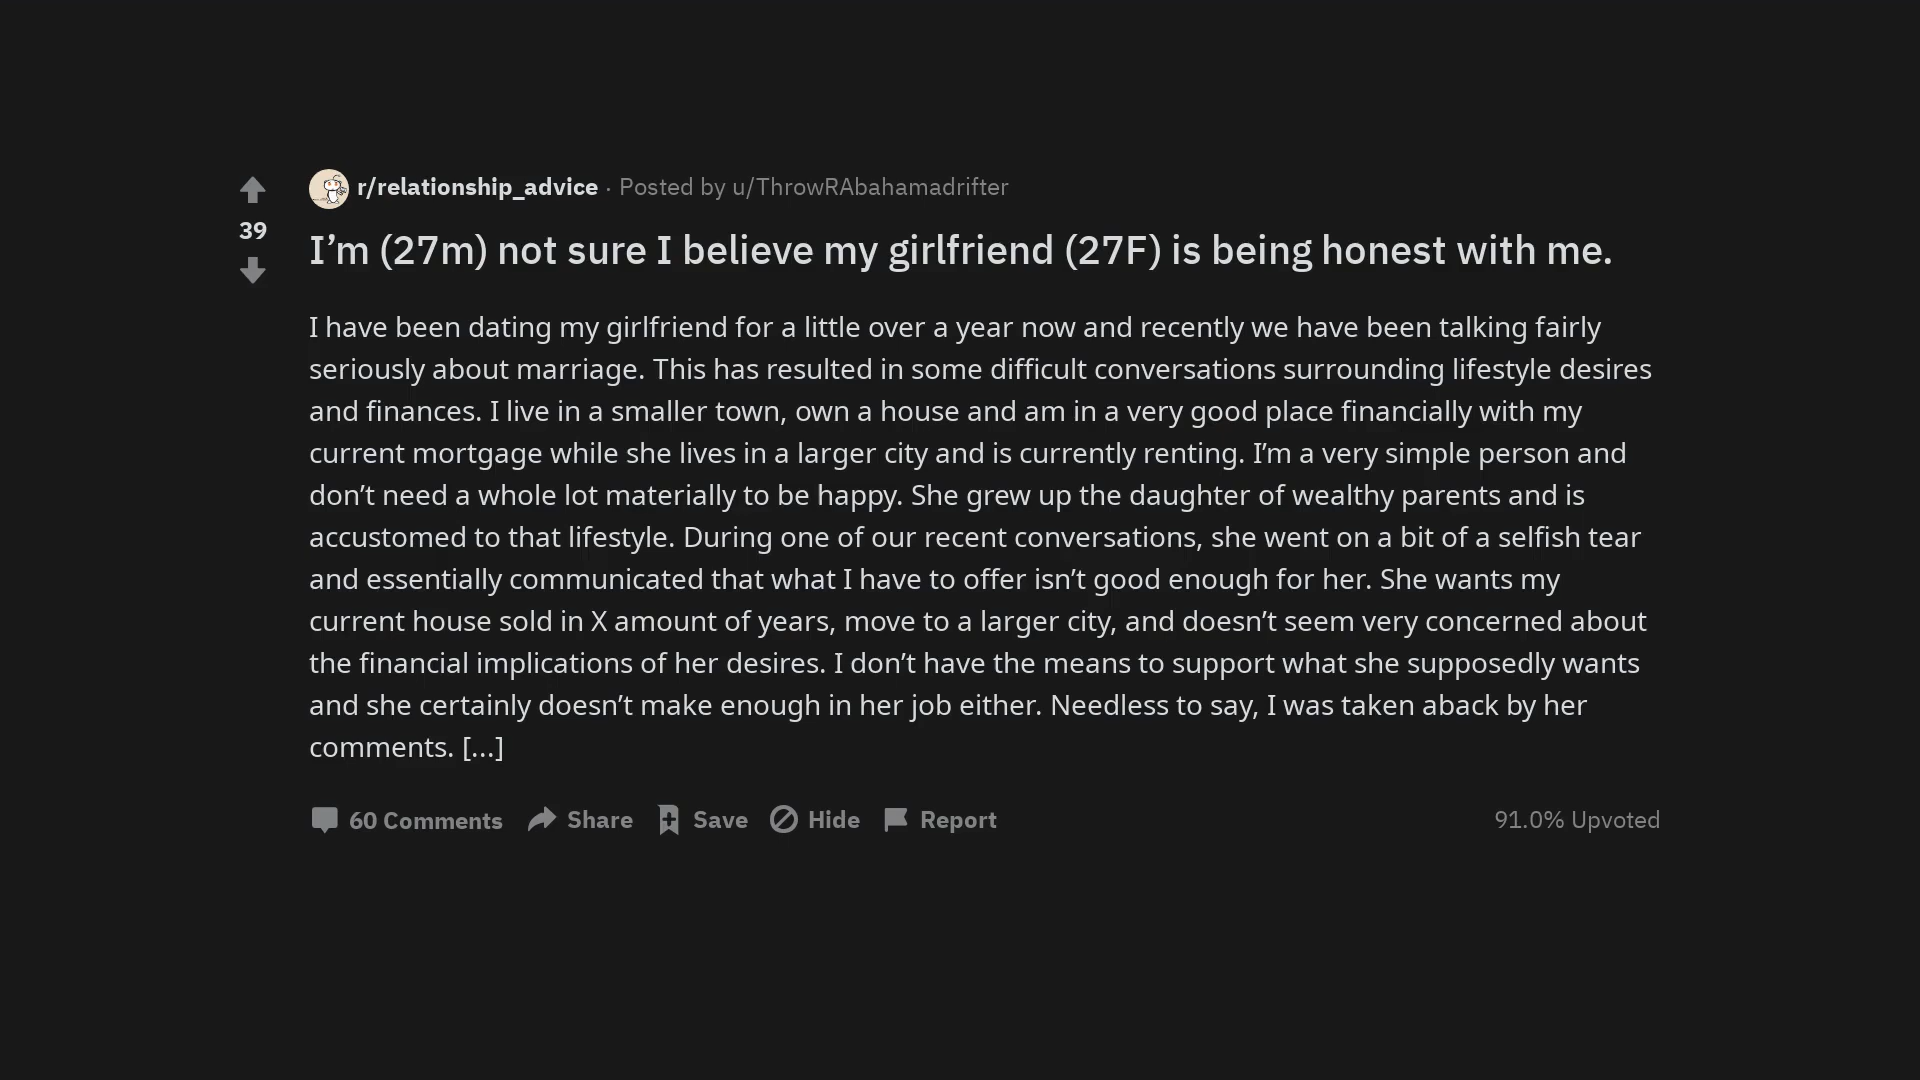 r/relationship_advice · Posted by u/ThrowRAbahamadrifter
39
I’m (27m) not sure I believe my girlfriend (27F) is being honest with me.
I have been dating my girlfriend for a little over a year now and recently we have been talking fairly
seriously about marriage. This has resulted in some difficult conversations surrounding lifestyle desires
and finances. I live in a smaller town, own a house and am in a very good place financially with my
current mortgage while she lives in a larger city and is currently renting. I’m a very simple person and
don’t need a whole lot materially to be happy. She grew up the daughter of wealthy parents and is
accustomed to that lifestyle. During one of our recent conversations, she went on a bit of a selfish tear
and essentially communicated that what I have to offer isn’t good enough for her. She wants my
current house sold in X amount of years, move to a larger city, and doesn’t seem very concerned about
the financial implications of her desires. I don’t have the means to support what she supposedly wants
and she certainly doesn’t make enough in her job either. Needless to say, I was taken aback by her
comments. [...]
60 Comments Share Save Hide Report 91.0% Upvoted